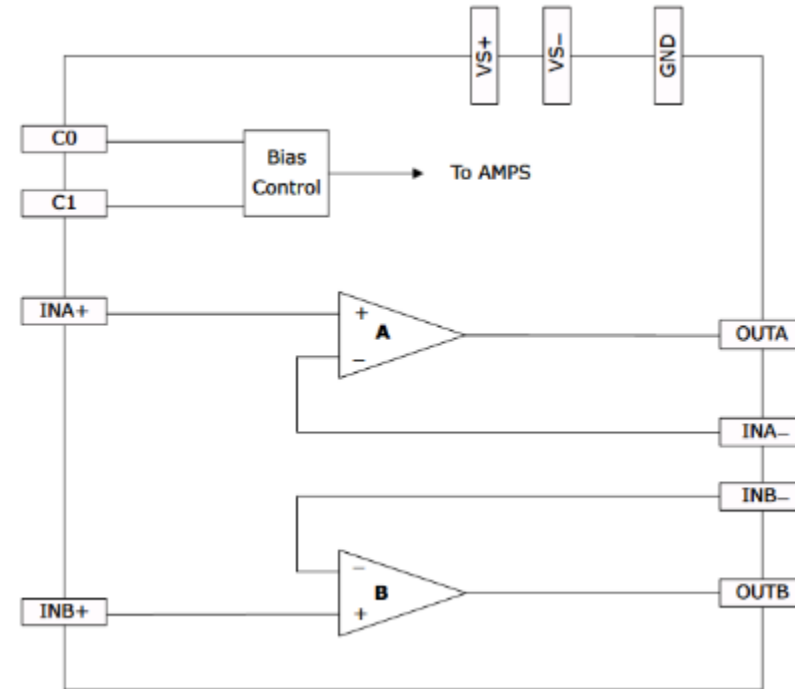 VS+
VS−
GND
C0
Bias
Control
To AMPS
C1
INA+
+
A
−
OUTA
INA−
INB−
−
B
+
OUTB
INB+